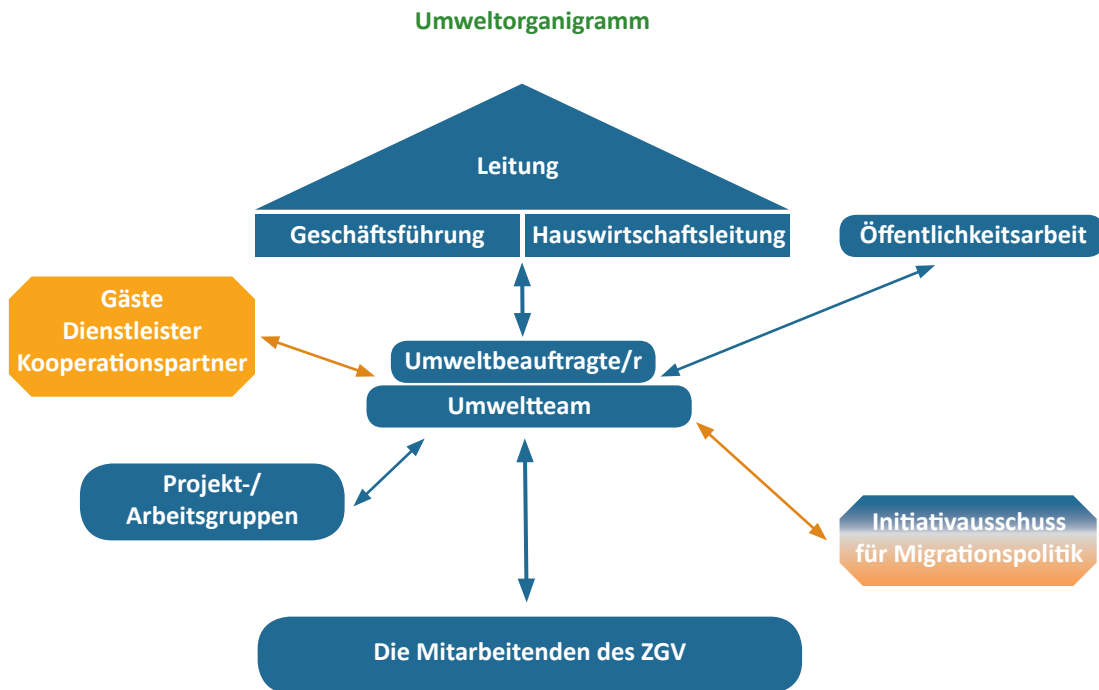 Umweltorganigramm
Leitung
Geschäftsführung
Hauswirtschaftsleitung
Öffentlichkeitsarbeit
Gäste
Dienstleister
Kooperationspartner
Umweltbeauftragte/r
Umweltteam
Projekt-/
Arbeitsgruppen
Initiativausschuss
für Migrationspolitik
Die Mitarbeitenden des ZGV